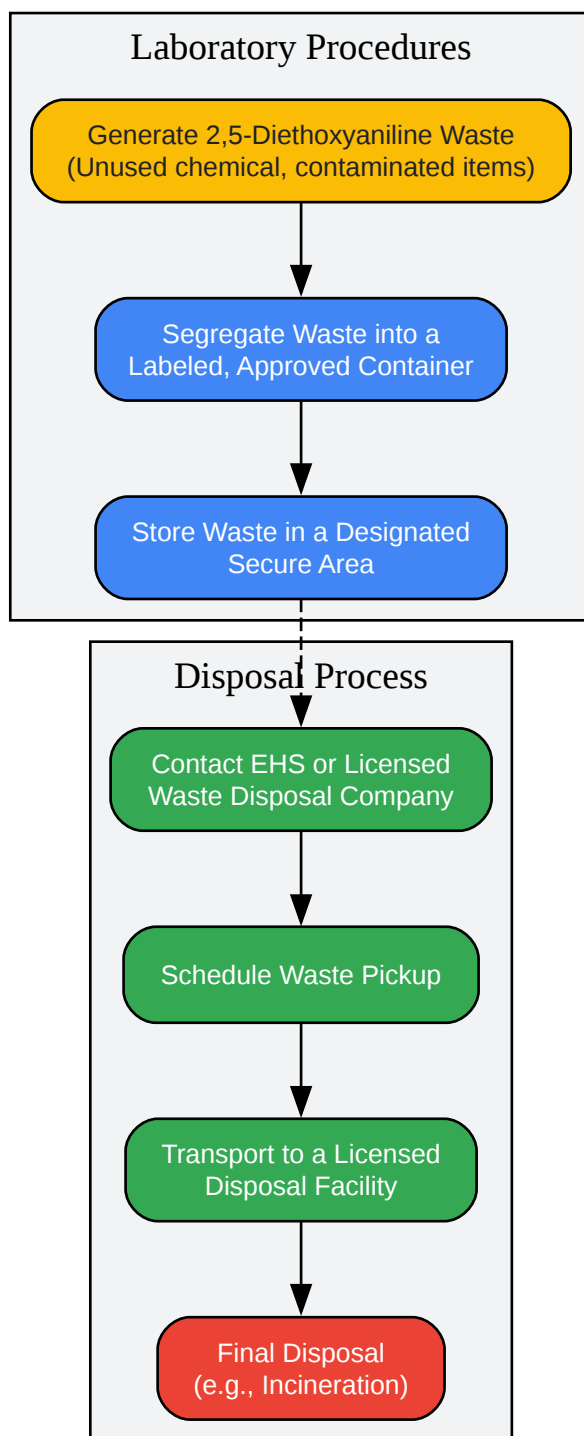 Laboratory Procedures
Generate 2,5-Diethoxyaniline Waste
(Unused chemical, contaminated items)
Segregate Waste into a
Labeled, Approved Container
Store Waste in a Designated
Secure Area
Disposal Process
Contact EHS or Licensed
Waste Disposal Company
Schedule Waste Pickup
Transport to a Licensed
Disposal Facility
Final Disposal
(e.g., Incineration)